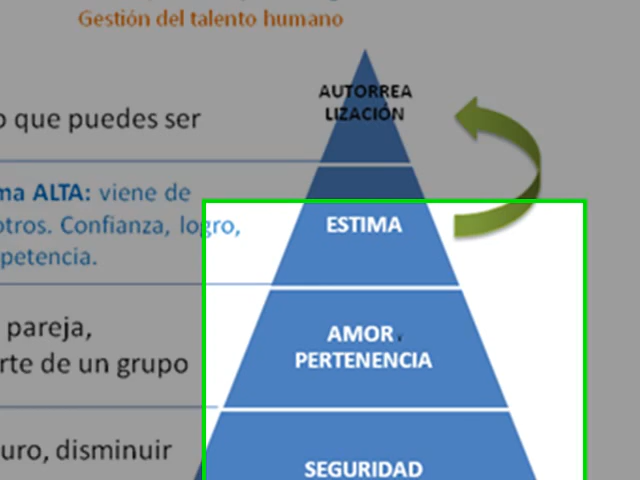 Gestión del talento humano
AUTORREA
LIZACIÓN
o que puedes ser
ma ALTA: viene de
otros. Confianza, logro,
petencia.
ESTIMA
pareja,
rte de un grupo
AMOR
PERTENENCIA
uro, disminuir
SEGURIDAD